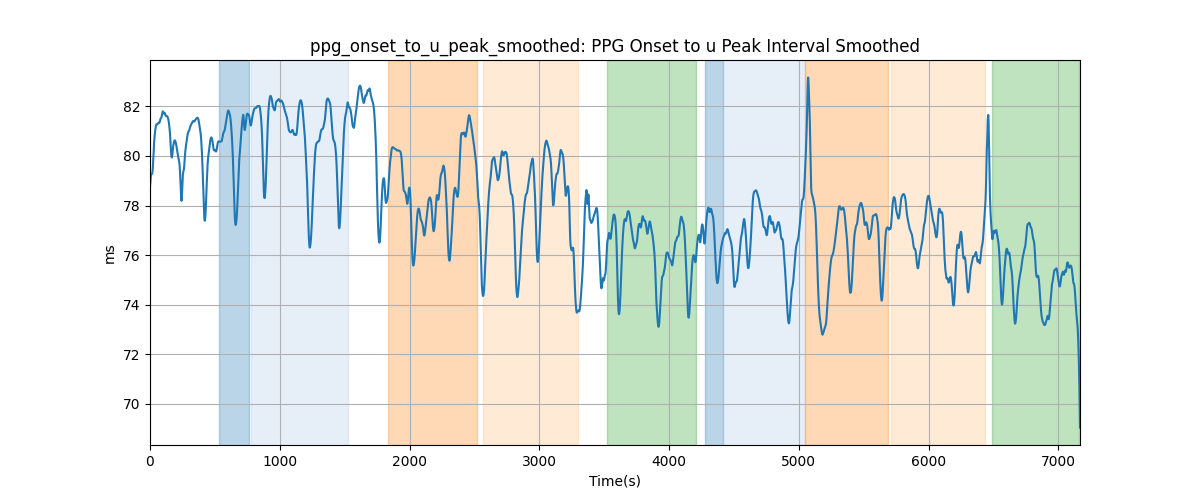 ppg_onset_to_u_peak_smoothed: PPG Onset to u Peak Interval Smoothed
82
80
78
76
74
72
70
ms
0 1000 2000 3000 4000 5000 6000 7000
Time(s)